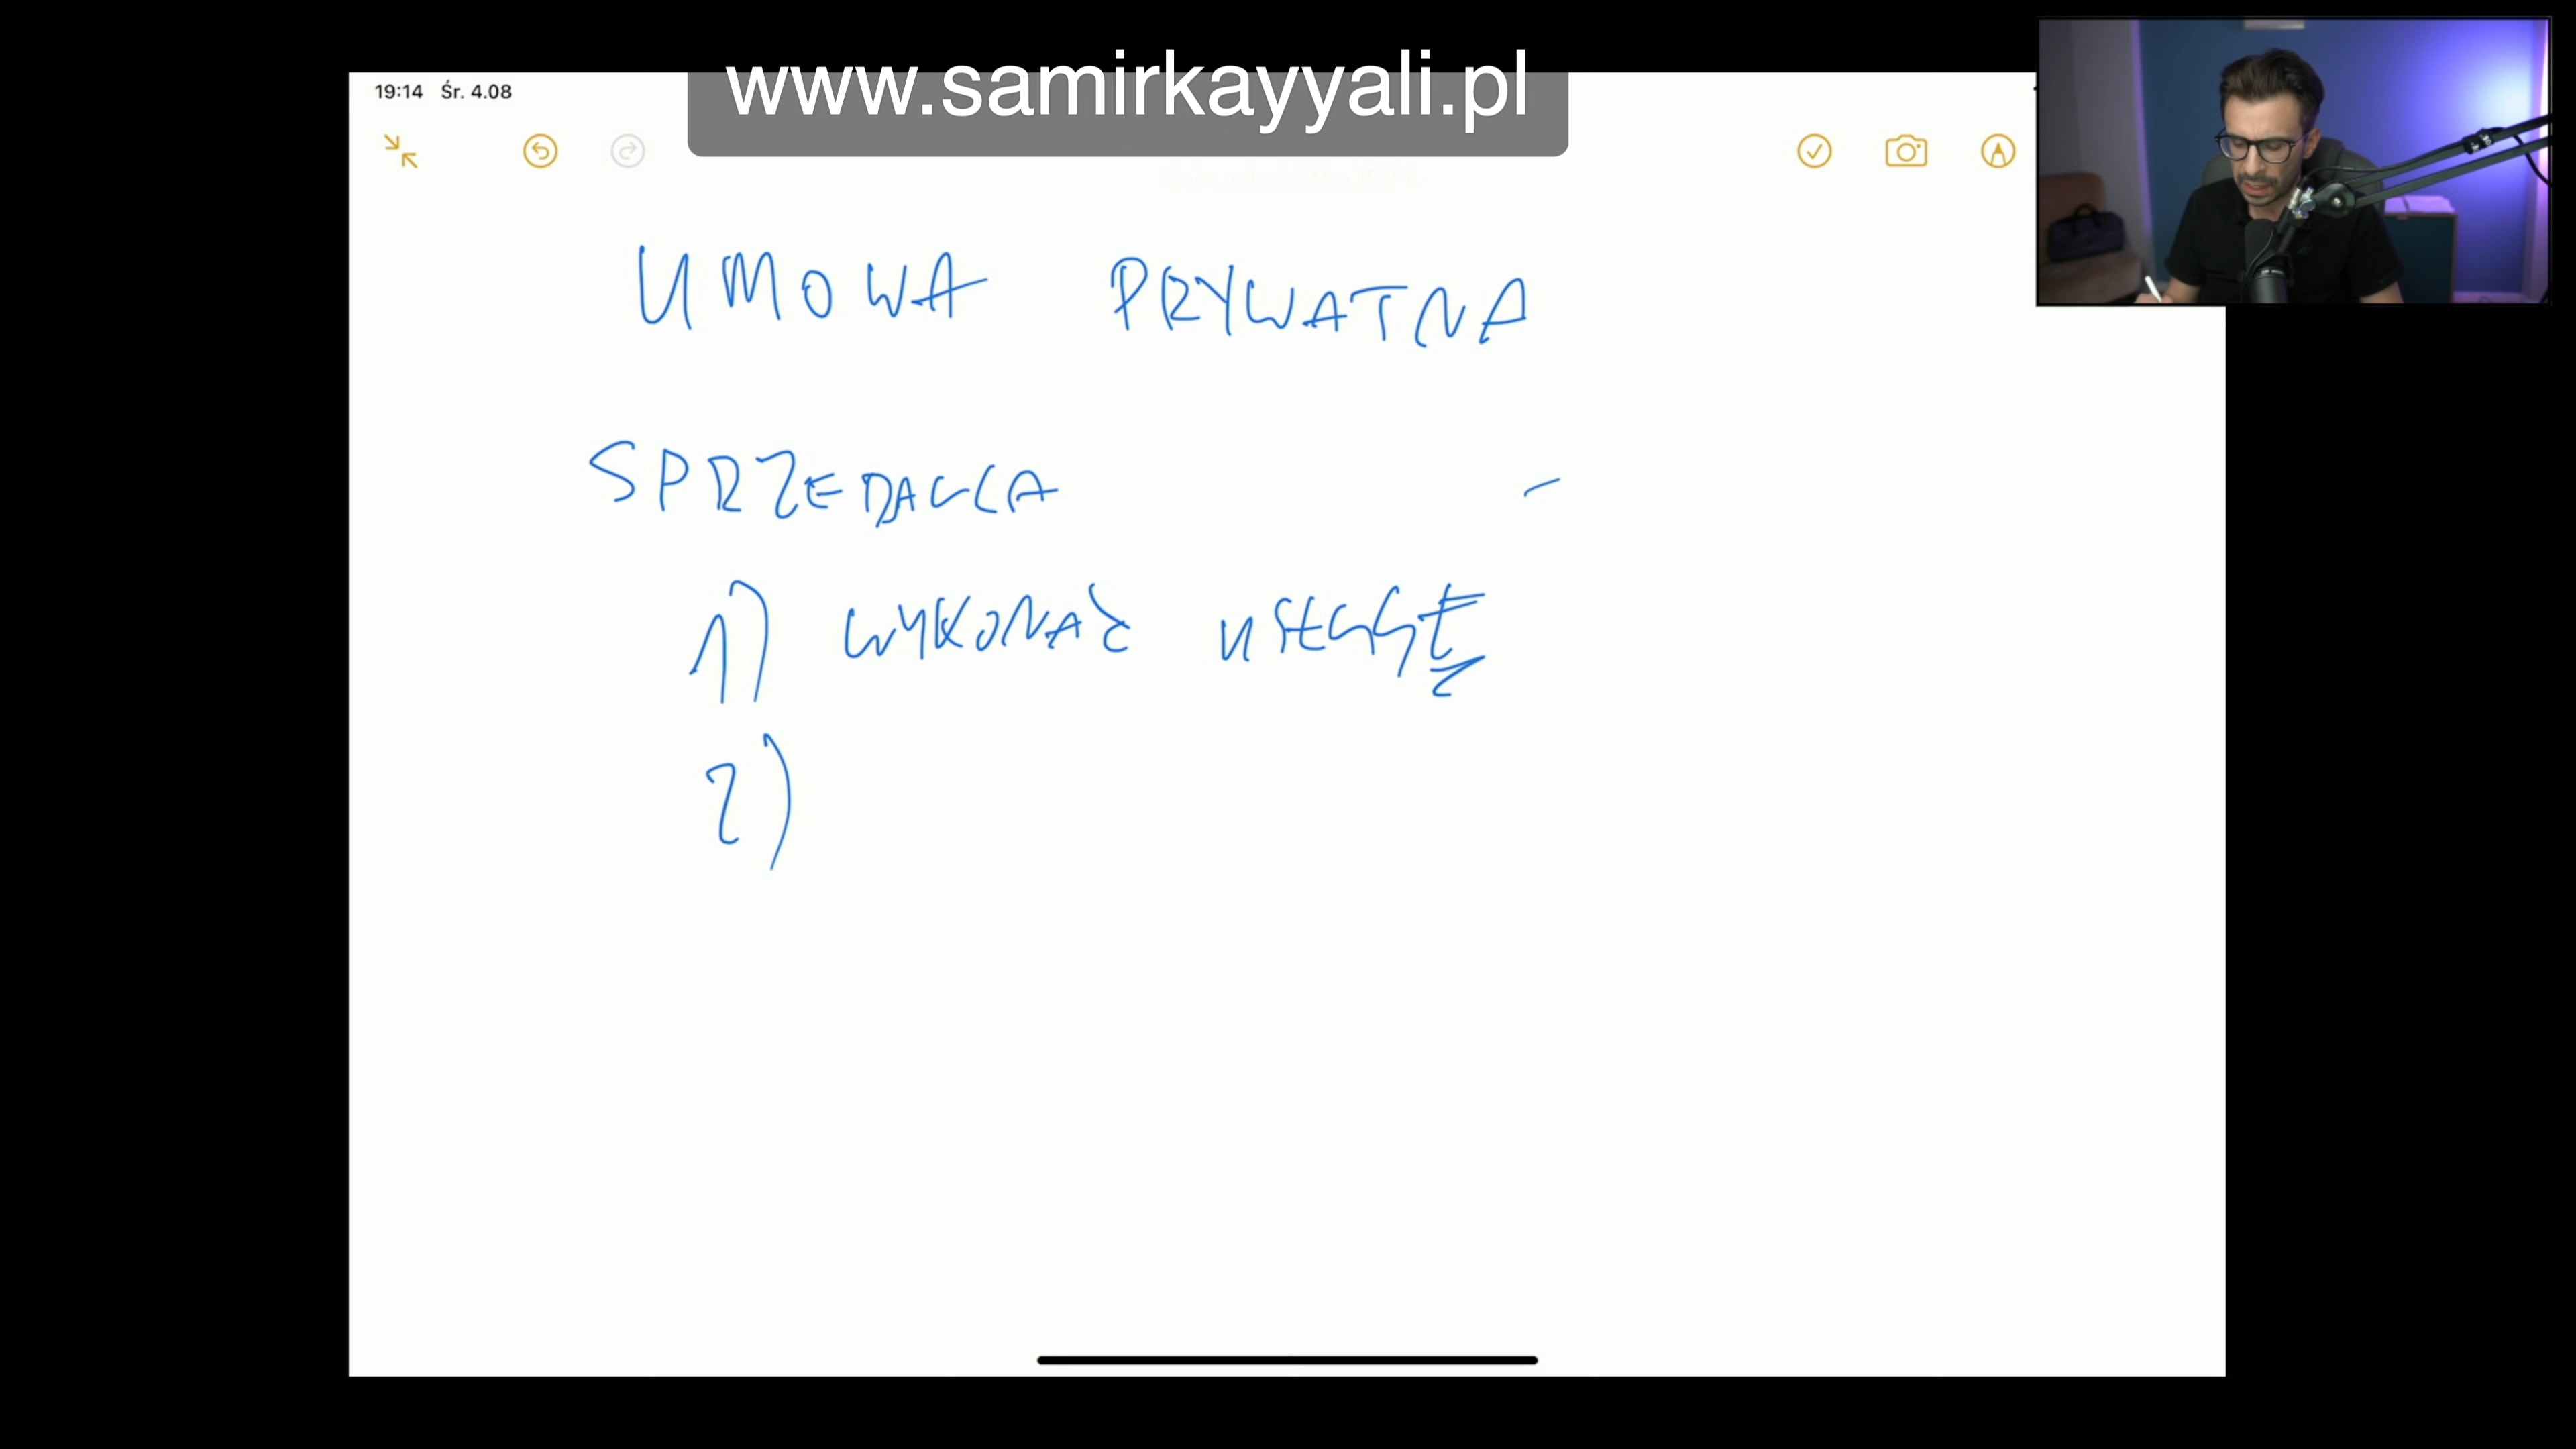 www.samirkayyali.pl
19:14 Śr. 4.08
UMOWA PRYWATNA
SPRZEDAWCA
1) WYKONAĆ USŁUGĘ
2)